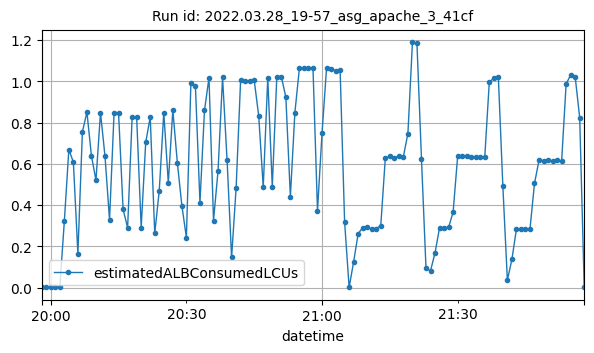 Run id: 2022.03.28_19-57_asg_apache_3_41cf
1.2
1.0
0.8
0.6
0.4
0.2
0.0
estimatedALBConsumedLCUs
20:00 20:30 21:00 21:30
datetime